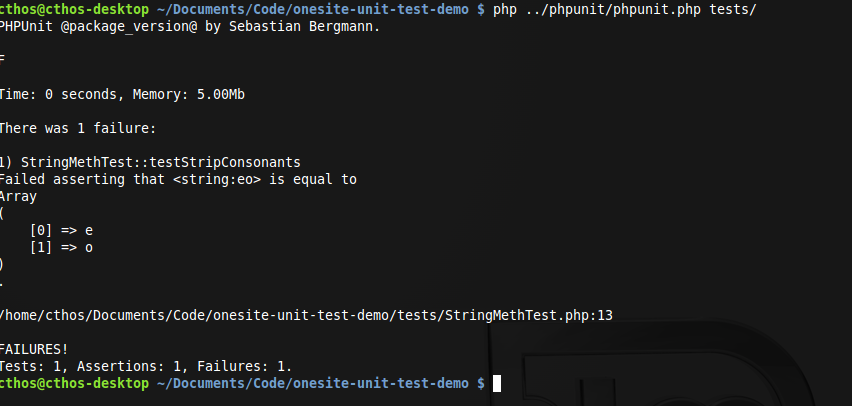 cthos@cthos-desktop ~/Documents/Code/onesite-unit-test-demo $ php ../phpunit/phpunit.php tests/
PHPUnit @package_version@ by Sebastian Bergmann.
F
Time: 0 seconds, Memory: 5.00Mb
There was 1 failure:
1) StringMethTest::testStripConsonants
Failed asserting that <string:eo> is equal to
Array
(
    [0] => e
    [1] => o
)
.
/home/cthos/Documents/Code/onesite-unit-test-demo/tests/StringMethTest.php:13
FAILURES!
Tests: 1, Assertions: 1, Failures: 1.
cthos@cthos-desktop ~/Documents/Code/onesite-unit-test-demo $